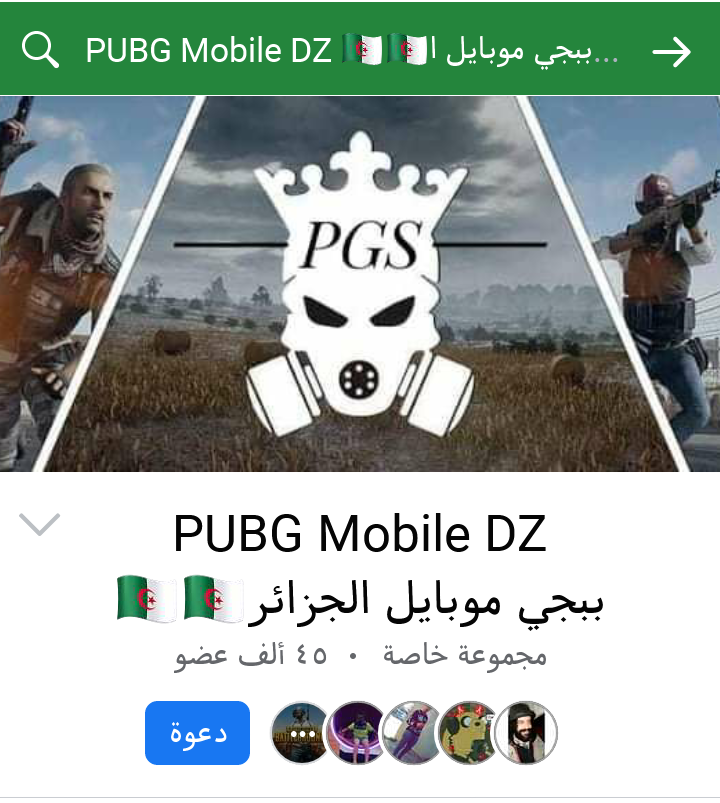 PUBG Mobile DZ 🇩🇿🇩🇿 ببجي موبايل ا...
PGS
PUBG Mobile DZ
ببجي موبايل الجزائر 🇩🇿🇩🇿
مجموعة خاصة • ٤٥ ألف عضو
دعوة